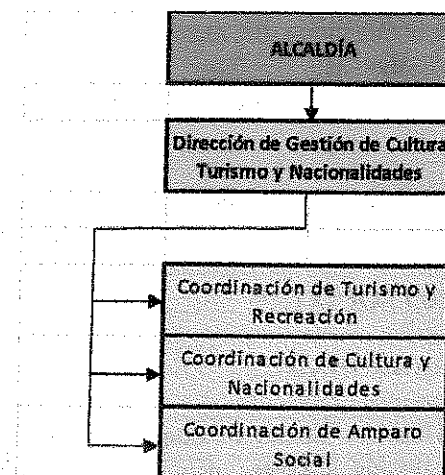 ALCALDÍA
Dirección de Gestión de Cultura
Turismo y Nacionalidades
Coordinación de Turismo y
Recreación
Coordinación de Cultura y
Nacionalidades
Coordinación de Amparo
Social